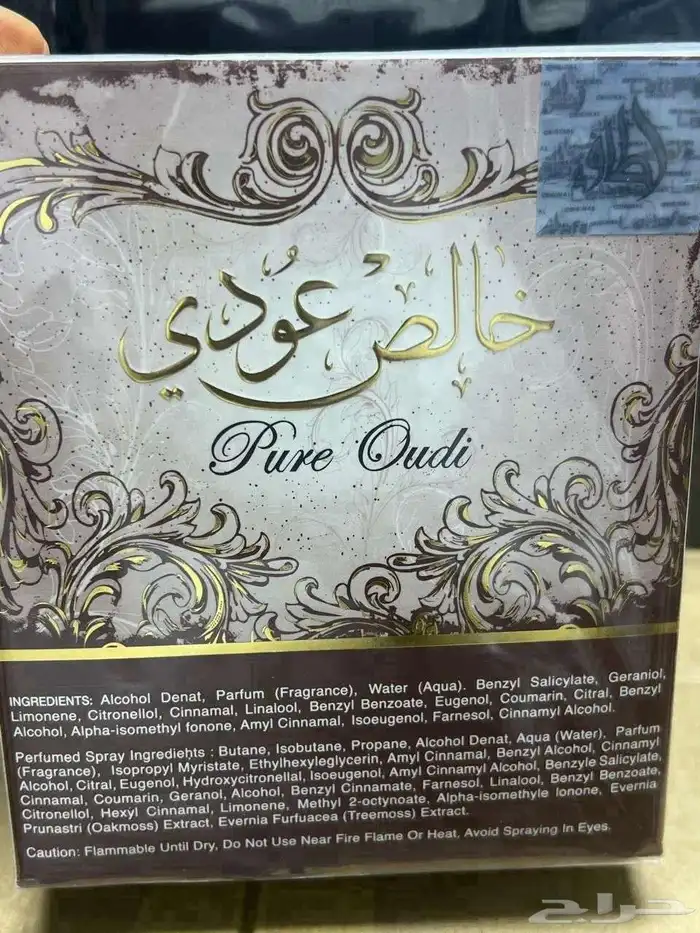 خالص عودي
Pure Oudi
INGREDIENTS: Alcohol Denat, Parfum (Fragrance), Water (Aqua). Benzyl Salicylate, Geraniol,
Limonene, Citronellol, Cinnamal, Linalool, Benzyl Benzoate, Eugenol, Coumarin, Citral, Benzyl
Alcohol, Alpha-isomethyl fonone, Amyl Cinnamal, Isoeugenol, Farnesol, Cinnamyl Alcohol.
Perfumed Spray Ingredients : Butane, Isobutane, Propane, Alcohol Denat, Aqua (Water), Parfum
(Fragrance), Isopropyl Myristate, Ethylhexyleglycerin, Amyl Cinnamal, Benzyl Alcohol, Cinnamyl
Alcohol, Citral, Eugenol, Hydroxycitronellal, Isoeugenol, Amyl Cinnamyl Alcohol, Benzyle Salicylate,
Cinnamal, Coumarin, Geranol, Alcohol, Benzyl Cinnamate, Farnesol, Linalool, Benzyl Benzoate,
Citronellol, Hexyl Cinnamal, Limonene, Methyl 2-octynoate, Alpha-isomethyle Ionone, Evernia
Prunastri (Oakmoss) Extract, Evernia Furfuacea (Treemoss) Extract.
Caution: Flammable Until Dry, Do Not Use Near Fire Flame Or Heat, Avoid Spraying In Eyes.
حراج